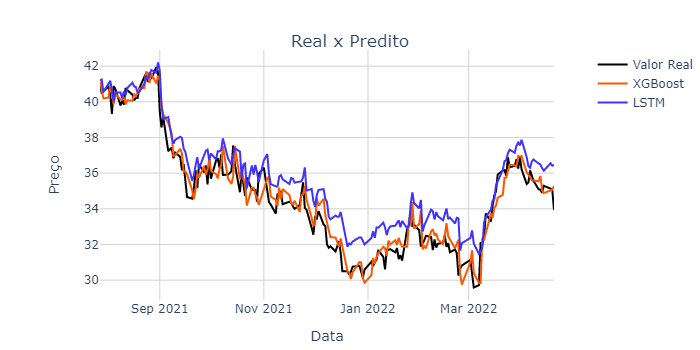 Real x Predito
Valor Real
XGBoost
LSTM
Preço
42
40
38
36
34
32
30
Sep 2021
Nov 2021
Jan 2022
Mar 2022
Data